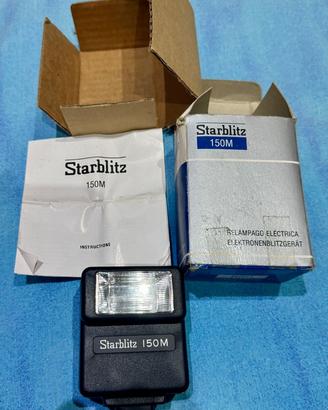 Starblitz
150M
INSTRUCTIONS
Starblitz
150M
RELAMPAGO ELECTRICA
ELEKTRONENBLITZGERÄT
Starblitz 150M